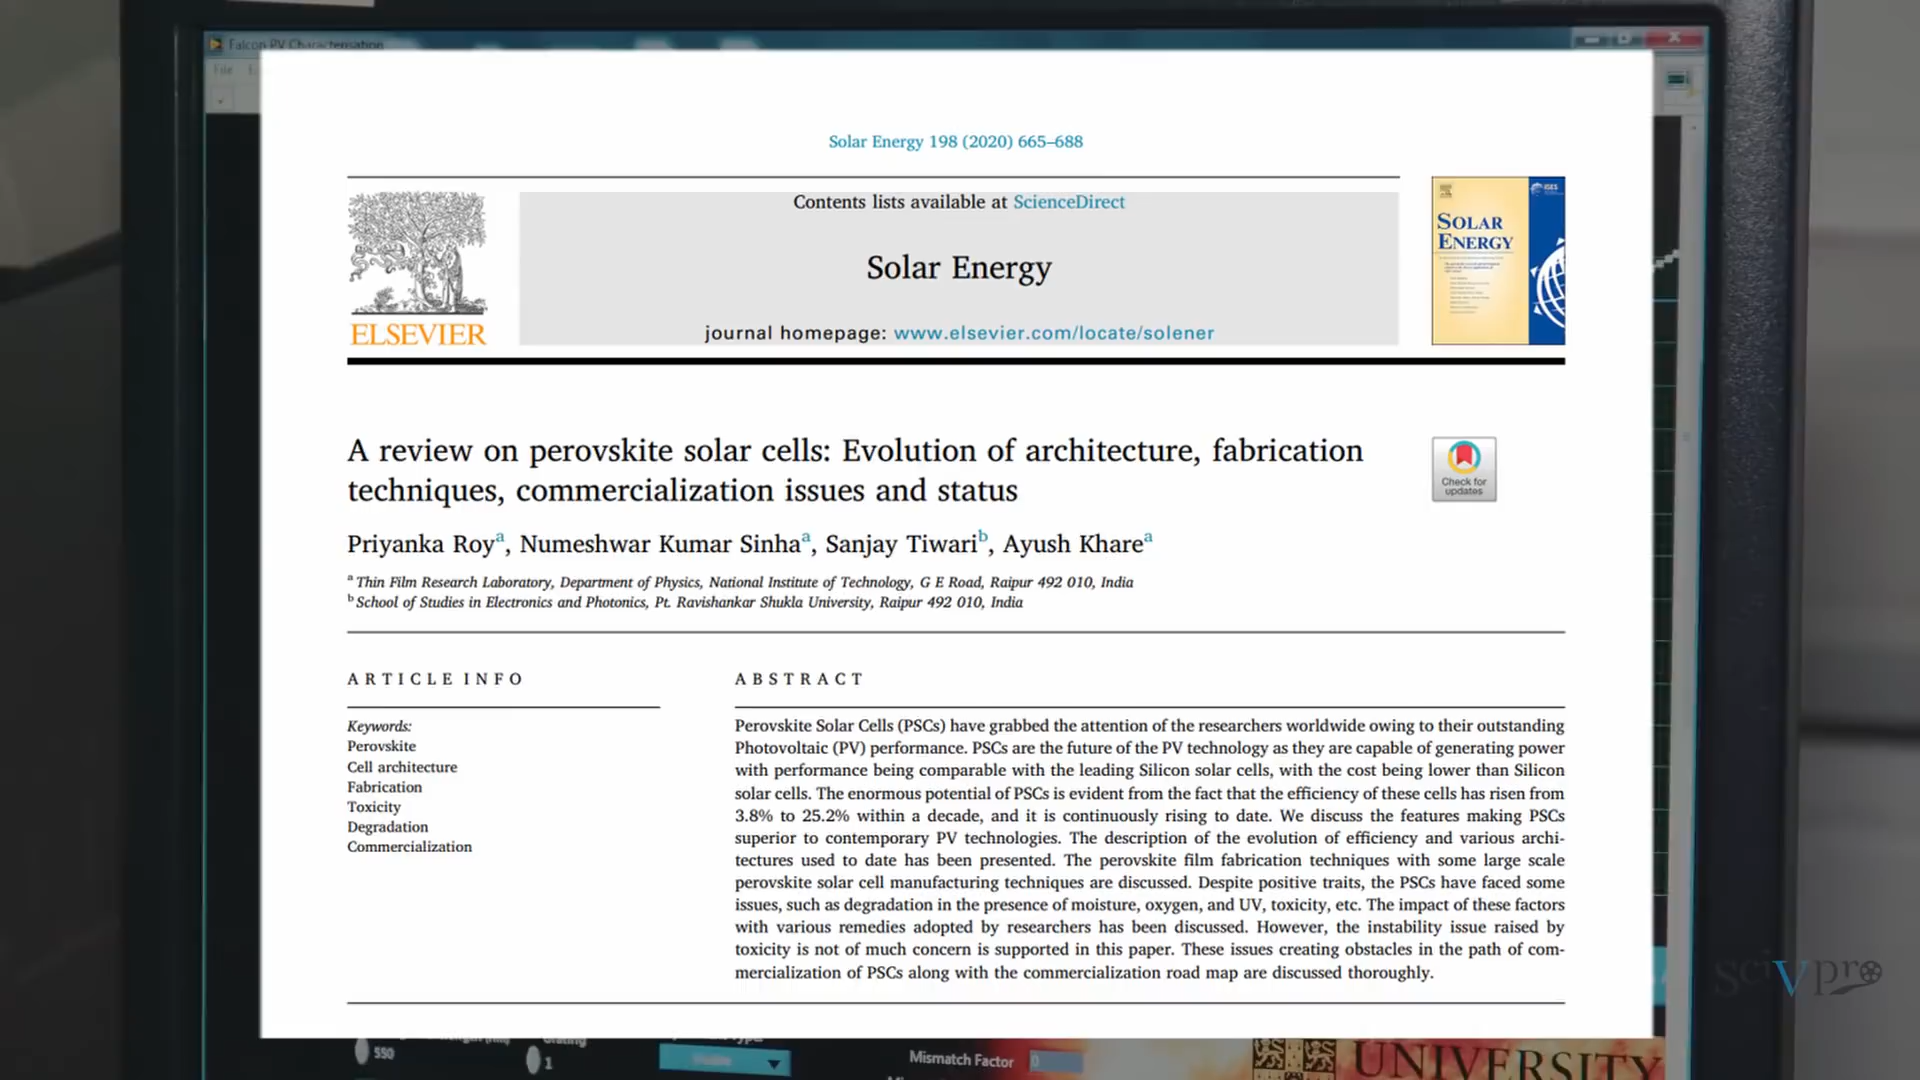 Falcon PV Characterisation
File
Solar Energy 198 (2020) 665–688
Contents lists available at ScienceDirect
Solar Energy
journal homepage: www.elsevier.com/locate/solener
ELSEVIER
SOLAR
ENERGY
A review on perovskite solar cells: Evolution of architecture, fabrication
techniques, commercialization issues and status
Check for
updates
Priyanka Royᵃ, Numeshwar Kumar Sinhaᵃ, Sanjay Tiwariᵇ, Ayush Khareᵃ
ᵃ Thin Film Research Laboratory, Department of Physics, National Institute of Technology, G E Road, Raipur 492 010, India
ᵇ School of Studies in Electronics and Photonics, Pt. Ravishankar Shukla University, Raipur 492 010, India
ARTICLE INFO
Keywords:
Perovskite
Cell architecture
Fabrication
Toxicity
Degradation
Commercialization
ABSTRACT
Perovskite Solar Cells (PSCs) have grabbed the attention of the researchers worldwide owing to their outstanding
Photovoltaic (PV) performance. PSCs are the future of the PV technology as they are capable of generating power
with performance being comparable with the leading Silicon solar cells, with the cost being lower than Silicon
solar cells. The enormous potential of PSCs is evident from the fact that the efficiency of these cells has risen from
3.8% to 25.2% within a decade, and it is continuously rising to date. We discuss the features making PSCs
superior to contemporary PV technologies. The description of the evolution of efficiency and various archi-
tectures used to date has been presented. The perovskite film fabrication techniques with some large scale
perovskite solar cell manufacturing techniques are discussed. Despite positive traits, the PSCs have faced some
issues, such as degradation in the presence of moisture, oxygen, and UV, toxicity, etc. The impact of these factors
with various remedies adopted by researchers has been discussed. However, the instability issue raised by
toxicity is not of much concern is supported in this paper. These issues creating obstacles in the path of com-
mercialization of PSCs along with the commercialization road map are discussed thoroughly.
scivpro
550
Grating
1
Mismatch Factor
0
UNIVERSITY